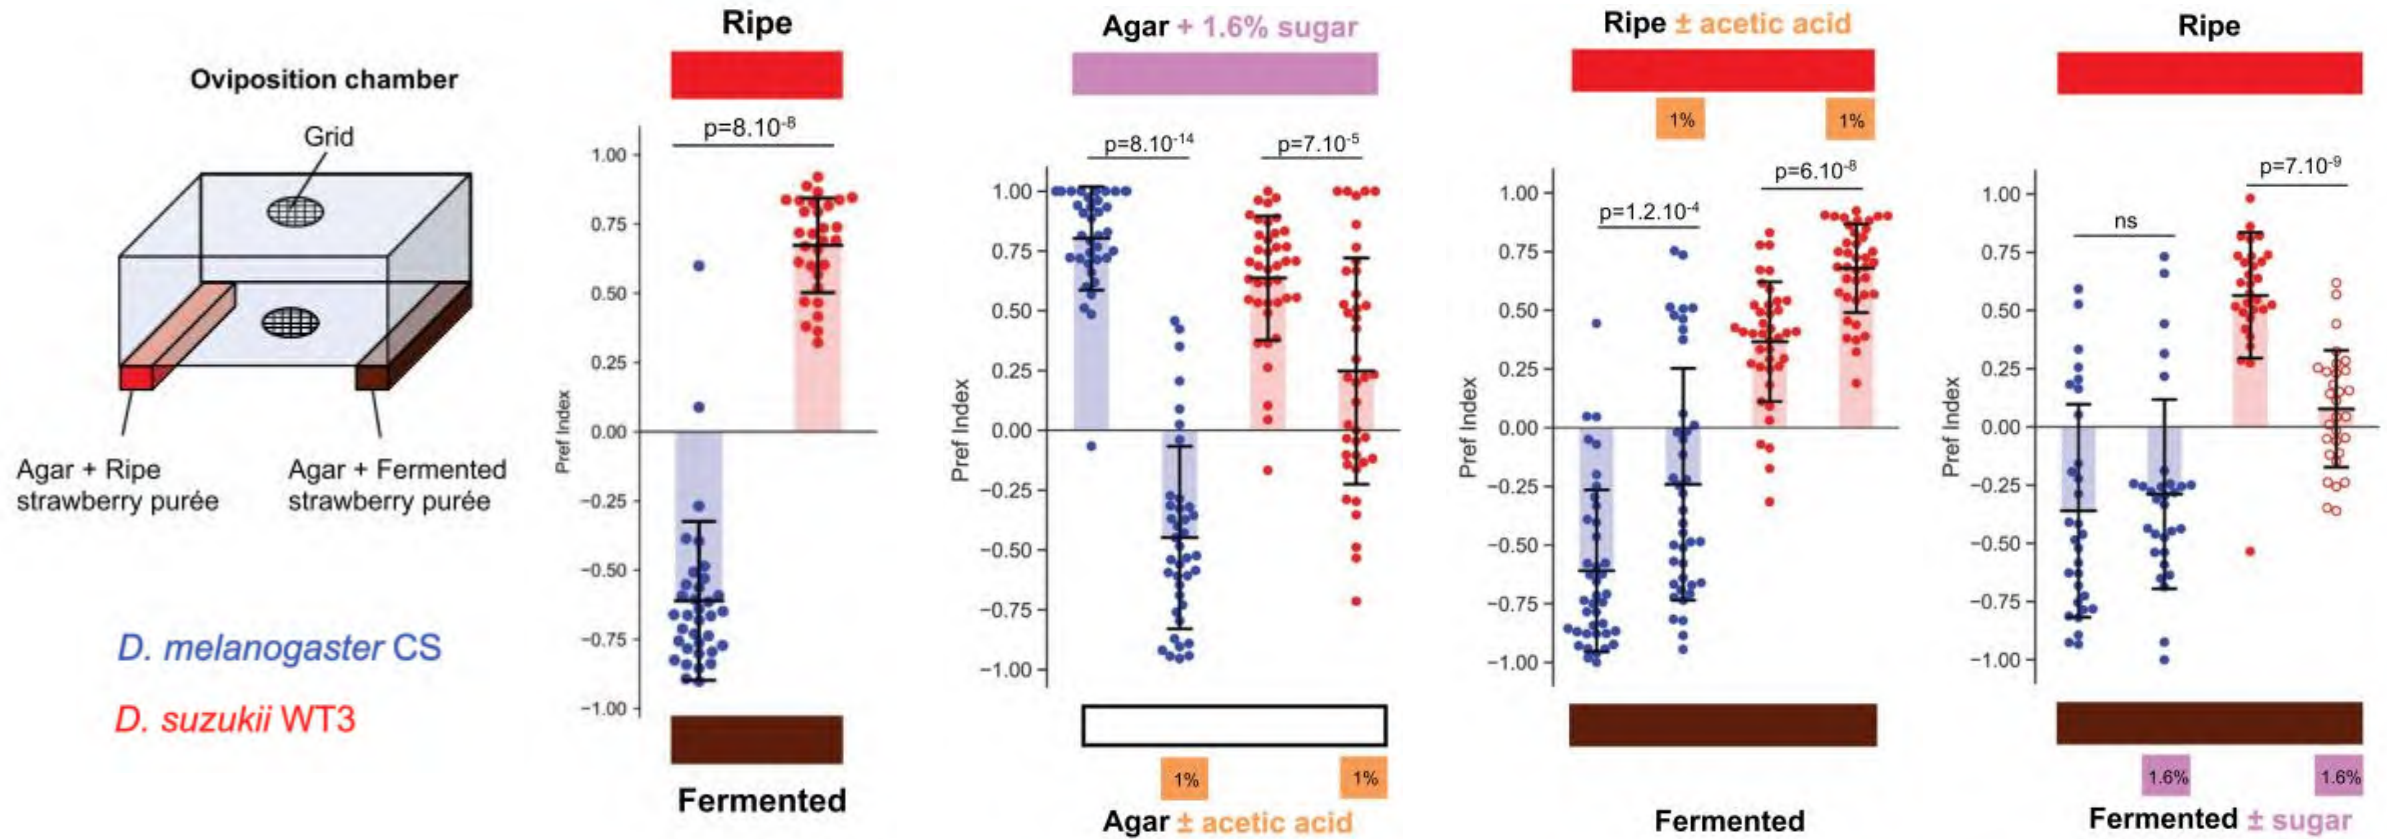 Oviposition chamber
Grid
Agar + Ripe
strawberry purée
Agar + Fermented
strawberry purée
D. melanogaster CS
D. suzukii WT3
Ripe
p=8.10-8
1.00
0.75
0.50
0.25
0.00
−0.25
−0.50
−0.75
−1.00
Pref Index
Fermented
Agar + 1.6% sugar
p=8.10-14
p=7.10-5
1.00
0.75
0.50
0.25
0.00
−0.25
−0.50
−0.75
−1.00
Pref Index
1%
1%
Agar ± acetic acid
Ripe ± acetic acid
1%
1%
p=1.2.10-4
p=6.10-8
1.00
0.75
0.50
0.25
0.00
−0.25
−0.50
−0.75
−1.00
Pref Index
Fermented
Ripe
ns
p=7.10-9
1.00
0.75
0.50
0.25
0.00
−0.25
−0.50
−0.75
−1.00
Pref Index
1.6%
1.6%
Fermented ± sugar